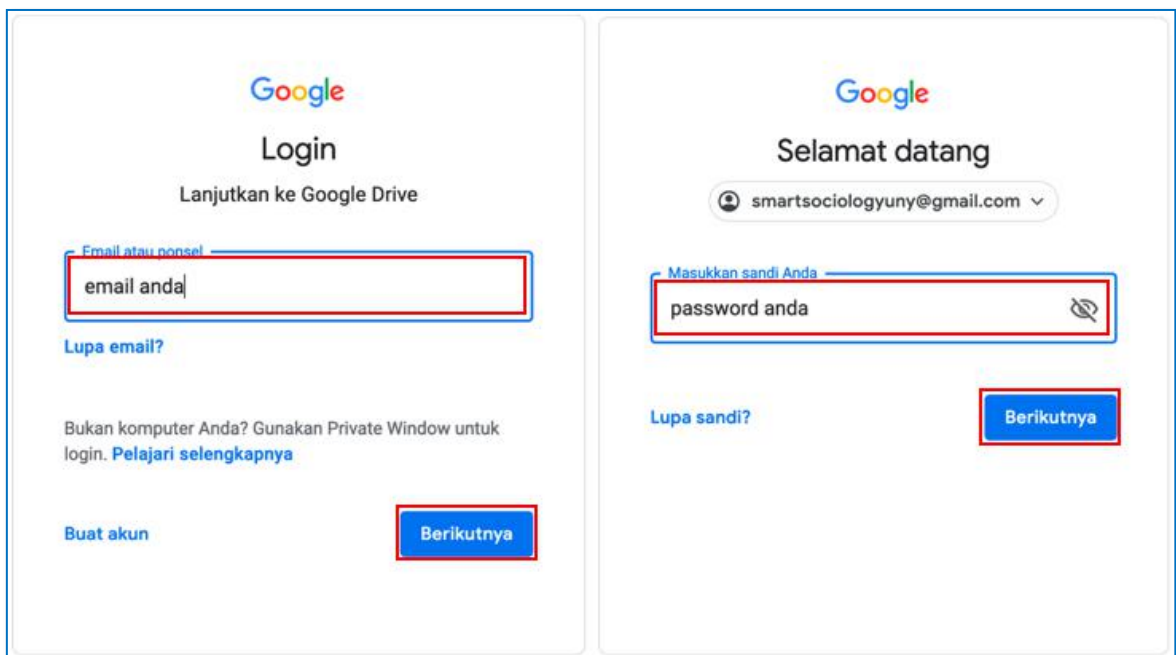 Google
Login
Lanjutkan ke Google Drive
Email atau ponsel
email anda
Lupa email?
Bukan komputer Anda? Gunakan Private Window untuk
login. Pelajari selengkapnya
Buat akun
Berikutnya
Google
Selamat datang
smartsociologyuny@gmail.com
Masukkan sandi Anda
password anda
Lupa sandi?
Berikutnya